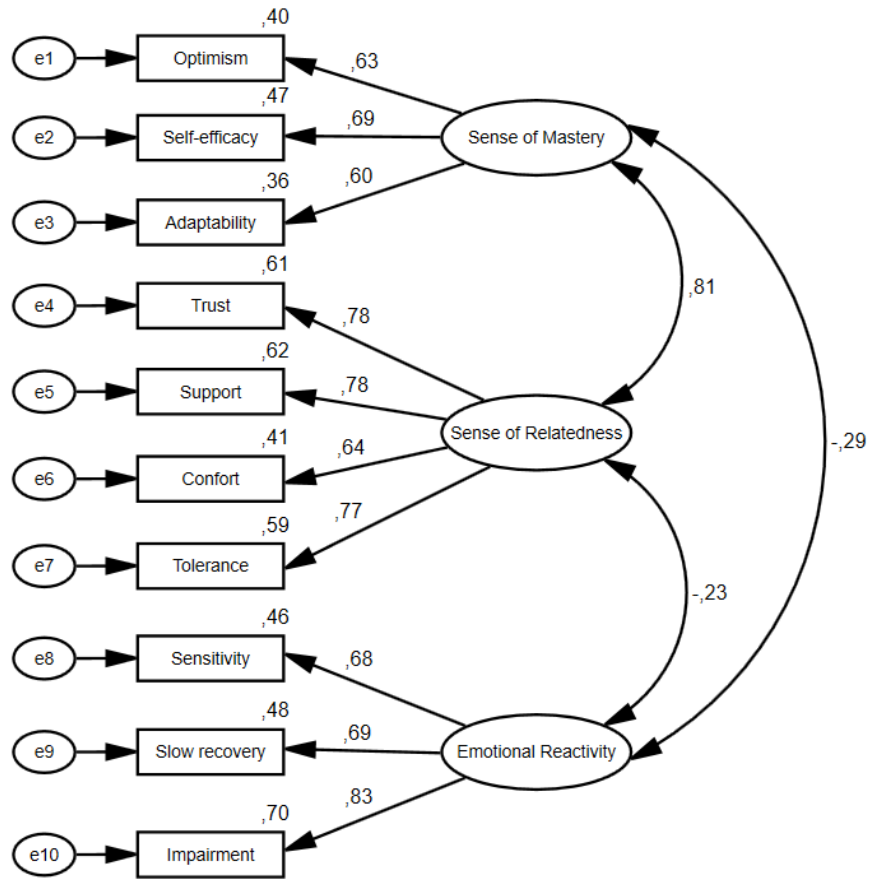 ,40
e1 Optimism ,63
,47
e2 Self-efficacy ,69 Sense of Mastery
,36
e3 Adaptability ,60
,61
e4 Trust ,78 ,81
,62
e5 Support ,78
,41
e6 Confort ,64 Sense of Relatedness -,29
,59
e7 Tolerance ,77
,46
e8 Sensitivity ,68 -,23
,48
e9 Slow recovery ,69 Emotional Reactivity
,70
e10 Impairment ,83